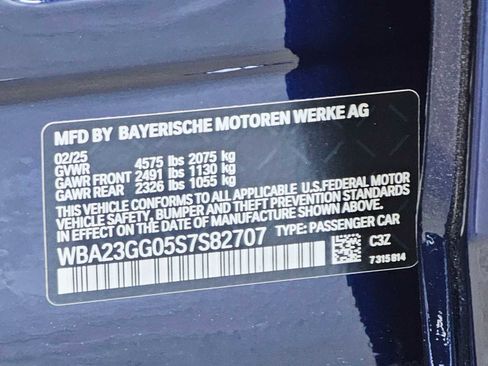 MFD BY BAYERISCHE MOTOREN WERKE AG
02/25
GVWR 4575 lbs 2075 kg
GAWR FRONT 2491 lbs 1130 kg
GAWR REAR 2326 lbs 1055 kg
THIS VEHICLE CONFORMS TO ALL APPLICABLE U.S.FEDERAL MOTOR
VEHICLE SAFETY, BUMPER AND THEFT PREVENTION STANDARDS
IN EFFECT ON THE DATE OF MANUFACTURE SHOWN ABOVE.
WBA23GG05S7S82707 TYPE: PASSENGER CAR
C3Z
7315814